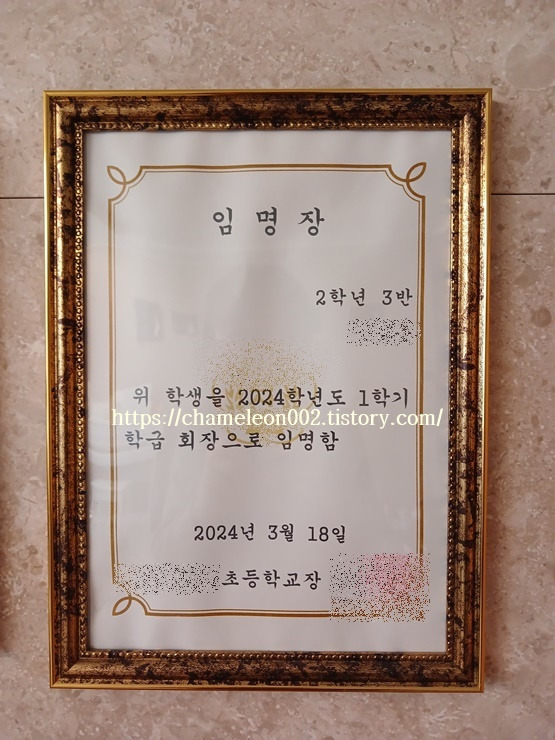 임명장
2학년 3반
위 학생을 2024학년도 1학기
https://chameleon002.tistory.com/
학급 회장으로 임명함
2024년 3월 18일
초등학교장